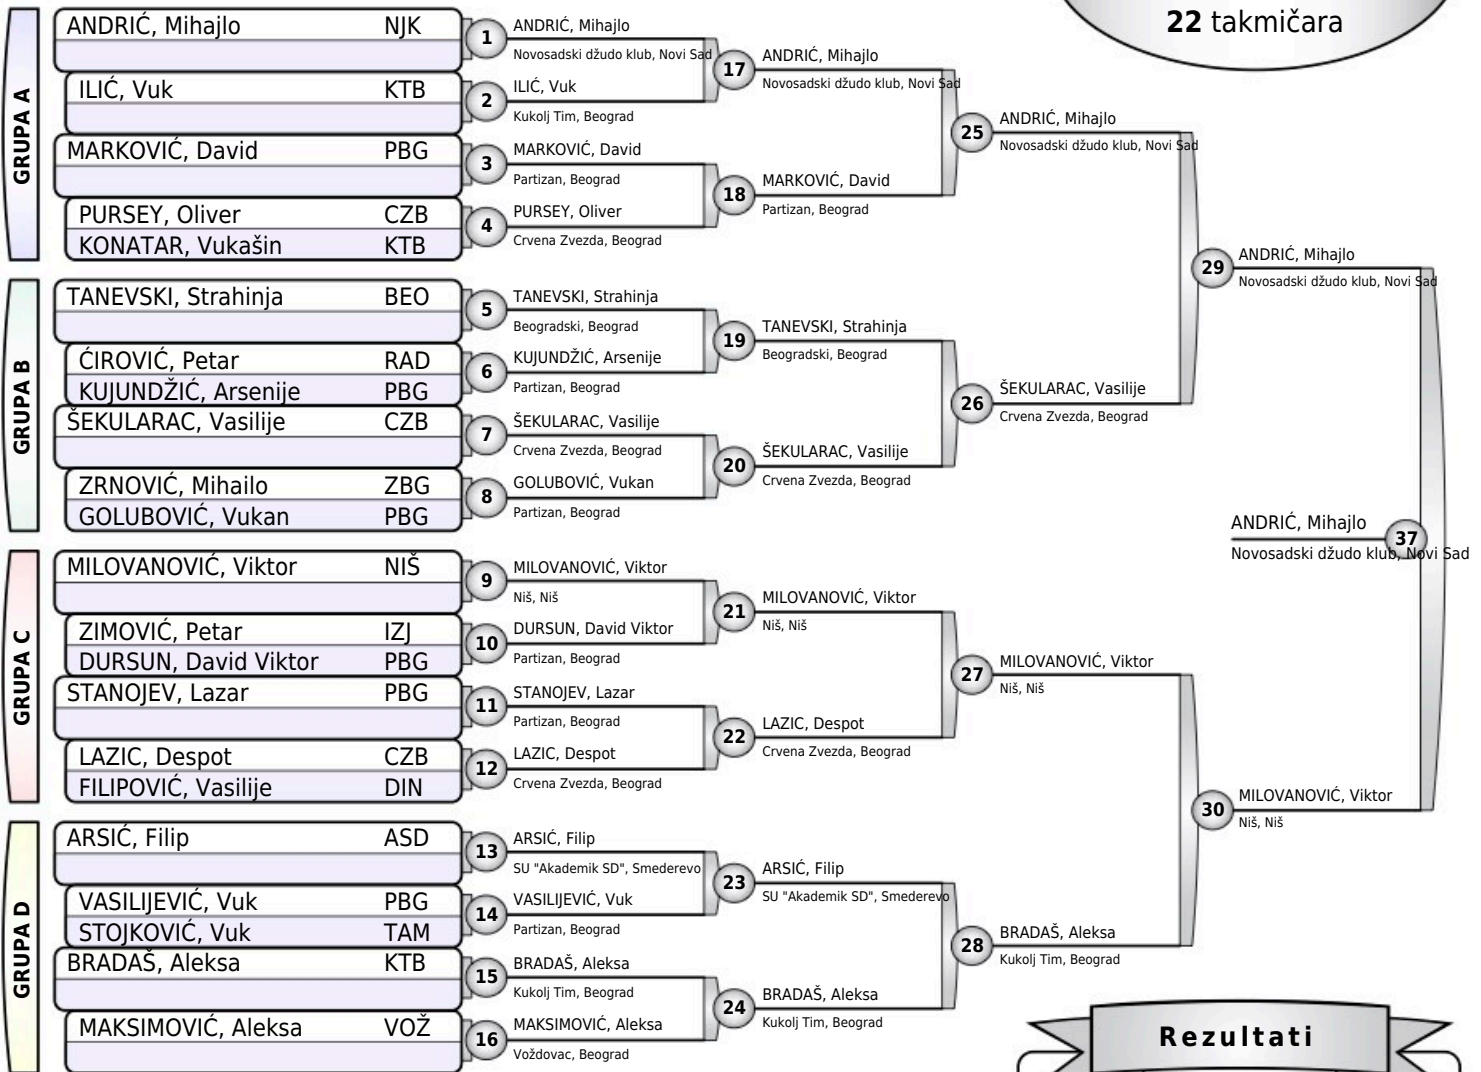 22 takmičara
GRUPA A
ANDRIĆ, Mihajlo NJK
ILIĆ, Vuk KTB
MARKOVIĆ, David PBG
PURSEY, Oliver CZB
KONATAR, Vukašin KTB
GRUPA B
TANEVSKI, Strahinja BEO
ĆIROVIĆ, Petar RAD
KUJUNDŽIĆ, Arsenije PBG
ŠEKULARAC, Vasilije CZB
ZRNOVIĆ, Mihailo ZBG
GOLUBOVIĆ, Vukan PBG
GRUPA C
MILOVANOVIĆ, Viktor NIŠ
ZIMOVIĆ, Petar IZJ
DURSUN, David Viktor PBG
STANOJEV, Lazar PBG
LAZIC, Despot CZB
FILIPOVIĆ, Vasilije DIN
GRUPA D
ARSIĆ, Filip ASD
VASILIJEVIĆ, Vuk PBG
STOJKOVIĆ, Vuk TAM
BRADAŠ, Aleksa KTB
MAKSIMOVIĆ, Aleksa VOŽ
1 ANDRIĆ, Mihajlo
Novosadski džudo klub, Novi Sad
2 ILIĆ, Vuk
Kukolj Tim, Beograd
3 MARKOVIĆ, David
Partizan, Beograd
4 PURSEY, Oliver
Crvena Zvezda, Beograd
5 TANEVSKI, Strahinja
Beogradski, Beograd
6 KUJUNDŽIĆ, Arsenije
Partizan, Beograd
7 ŠEKULARAC, Vasilije
Crvena Zvezda, Beograd
8 GOLUBOVIĆ, Vukan
Partizan, Beograd
9 MILOVANOVIĆ, Viktor
Niš, Niš
10 DURSUN, David Viktor
Partizan, Beograd
11 STANOJEV, Lazar
Partizan, Beograd
12 LAZIC, Despot
Crvena Zvezda, Beograd
13 ARSIĆ, Filip
SU "Akademik SD", Smederevo
14 VASILIJEVIĆ, Vuk
Partizan, Beograd
15 BRADAŠ, Aleksa
Kukolj Tim, Beograd
16 MAKSIMOVIĆ, Aleksa
Voždovac, Beograd
17 ANDRIĆ, Mihajlo
Novosadski džudo klub, Novi Sad
18 MARKOVIĆ, David
Partizan, Beograd
19 TANEVSKI, Strahinja
Beogradski, Beograd
20 ŠEKULARAC, Vasilije
Crvena Zvezda, Beograd
21 MILOVANOVIĆ, Viktor
Niš, Niš
22 LAZIC, Despot
Crvena Zvezda, Beograd
23 ARSIĆ, Filip
SU "Akademik SD", Smederevo
24 BRADAŠ, Aleksa
Kukolj Tim, Beograd
25 ANDRIĆ, Mihajlo
Novosadski džudo klub, Novi Sad
26 ŠEKULARAC, Vasilije
Crvena Zvezda, Beograd
27 MILOVANOVIĆ, Viktor
Niš, Niš
28 BRADAŠ, Aleksa
Kukolj Tim, Beograd
29 ANDRIĆ, Mihajlo
Novosadski džudo klub, Novi Sad
30 MILOVANOVIĆ, Viktor
Niš, Niš
ANDRIĆ, Mihajlo 37
Novosadski džudo klub, Novi Sad
Rezultati